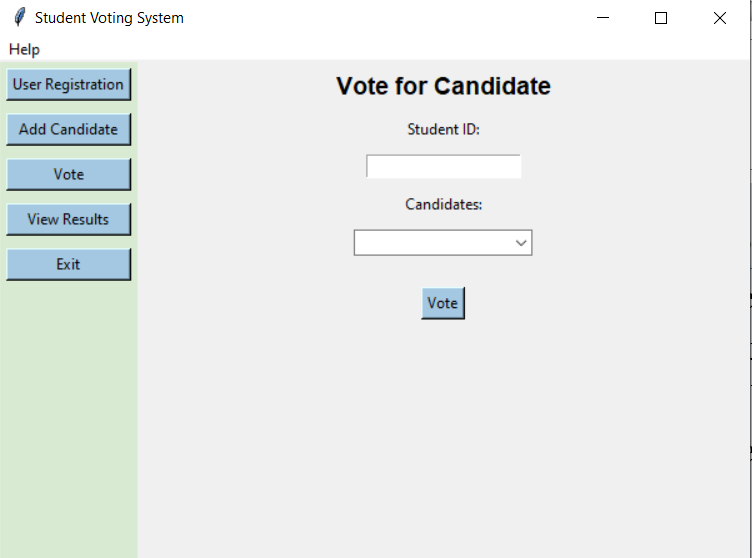 Student Voting System
Help
User Registration
Add Candidate
Vote
View Results
Exit
Vote for Candidate
Student ID:
Candidates:
Vote